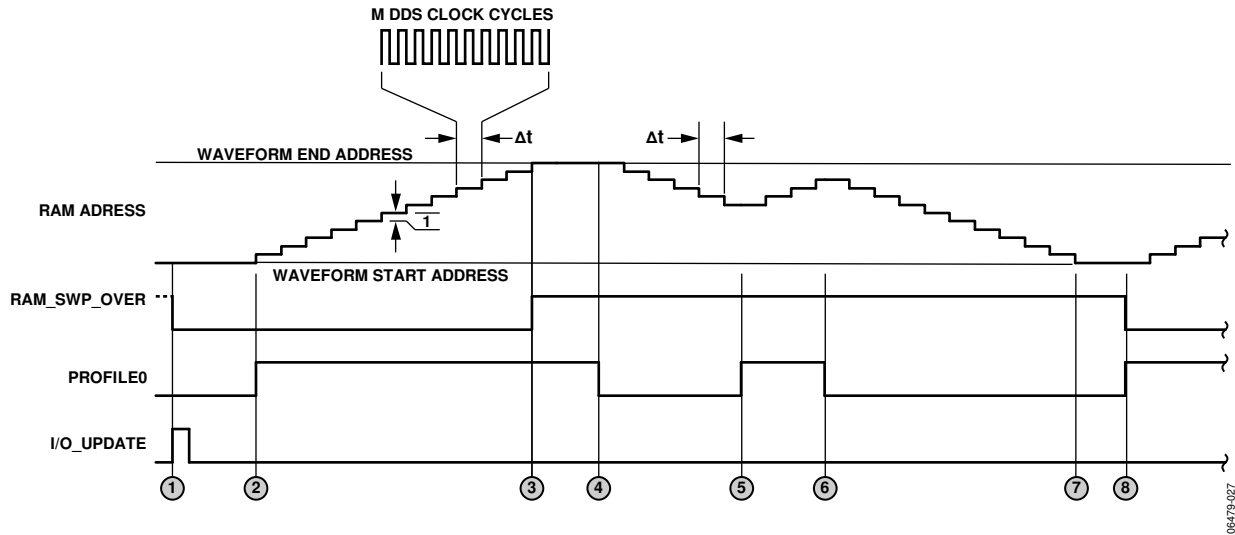 M DDS CLOCK CYCLES
Δt
Δt
WAVEFORM END ADDRESS
RAM ADRESS
1
WAVEFORM START ADDRESS
RAM_SWP_OVER
PROFILE0
I/O_UPDATE
1 2 3 4 5 6 7 8
06479-027